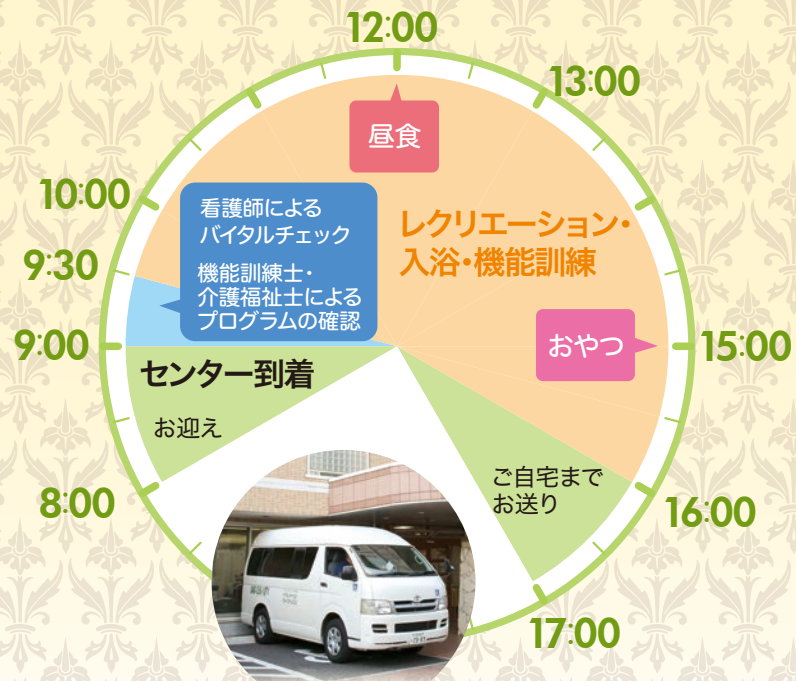 12:00
13:00
昼食
10:00
看護師による
バイタルチェック
機能訓練士・
介護福祉士による
プログラムの確認
レクリエーション・
入浴・機能訓練
9:30
9:00
おやつ
15:00
センター到着
お迎え
8:00
ご自宅まで
お送り
16:00
17:00